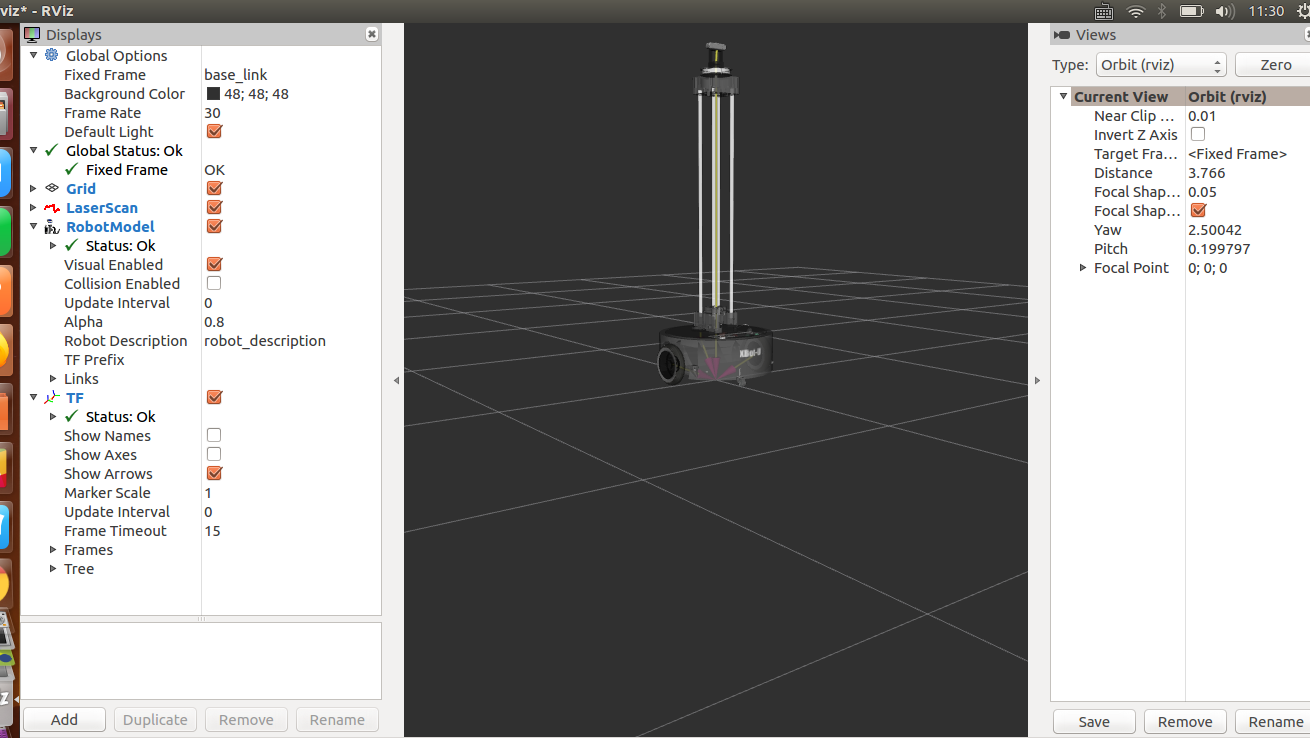 viz* - RViz
11:30
Displays
Global Options
Fixed Frame base_link
Background Color 48; 48; 48
Frame Rate 30
Default Light
Global Status: Ok
Fixed Frame OK
Grid
LaserScan
RobotModel
Status: Ok
Visual Enabled
Collision Enabled
Update Interval 0
Alpha 0.8
Robot Description robot_description
TF Prefix
Links
TF
Status: Ok
Show Names
Show Axes
Show Arrows
Marker Scale 1
Update Interval 0
Frame Timeout 15
Frames
Tree
Add Duplicate Remove Rename
XBot-U
Views
Type: Orbit (rviz) Zero
Current View Orbit (rviz)
Near Clip ... 0.01
Invert Z Axis
Target Fra... <Fixed Frame>
Distance 3.766
Focal Shap... 0.05
Focal Shap...
Yaw 2.50042
Pitch 0.199797
Focal Point 0; 0; 0
Save Remove Rename